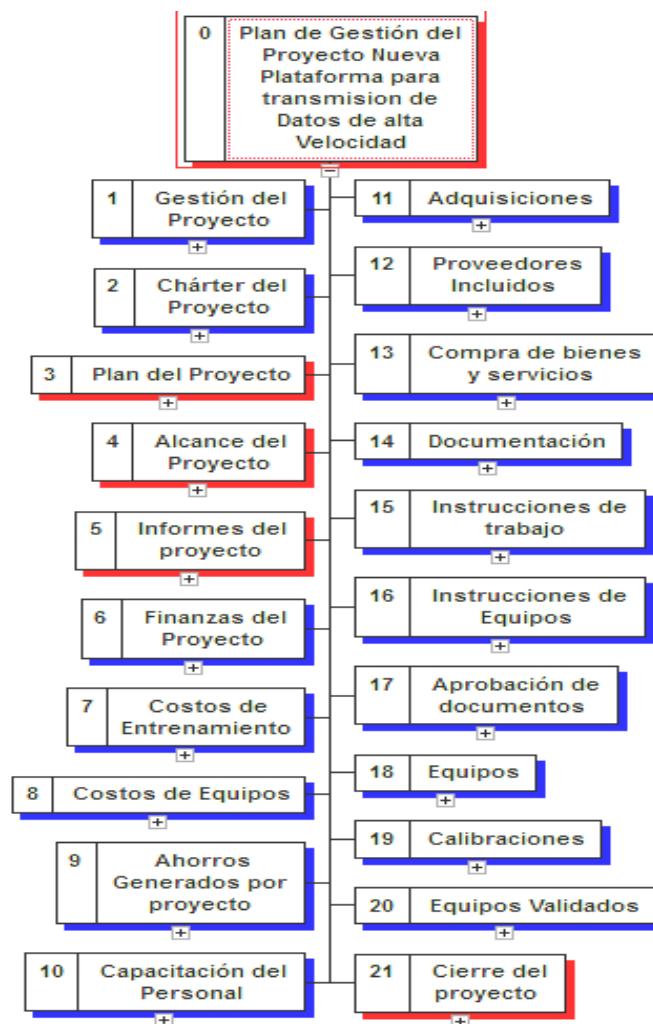 0
Plan de Gestión del
Proyecto Nueva
Plataforma para
transmision de
Datos de alta
Velocidad
1
Gestión del
Proyecto
2
Chárter del
Proyecto
3
Plan del Proyecto
4
Alcance del
Proyecto
5
Informes del
proyecto
6
Finanzas del
Proyecto
7
Costos de
Entrenamiento
8
Costos de Equipos
9
Ahorros
Generados por
proyecto
10
Capacitación del
Personal
11
Adquisiciones
12
Proveedores
Incluidos
13
Compra de bienes
y servicios
14
Documentación
15
Instrucciones de
trabajo
16
Instrucciones de
Equipos
17
Aprobación de
documentos
18
Equipos
19
Calibraciones
20
Equipos Validados
21
Cierre del
proyecto